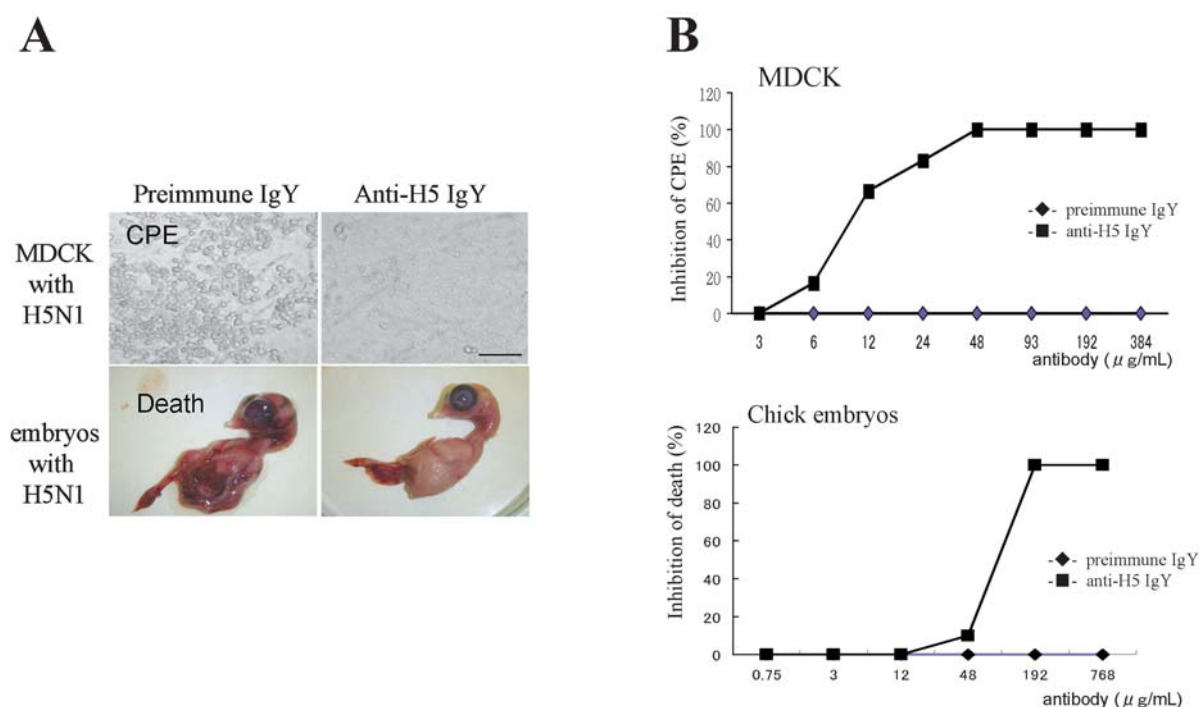 A
Preimmune IgY
Anti-H5 IgY
MDCK
with
H5N1
CPE
embryos
with
H5N1
Death
B
MDCK
Inhibition of CPE (%)
120
100
80
60
40
20
0
3
6
12
24
48
93
192
384
antibody ( μ g/mL)
preimmune IgY
anti-H5 IgY
Chick embryos
Inhibition of death (%)
120
100
80
60
40
20
0
0.75
3
12
48
192
768
antibody ( μ g/mL)
preimmune IgY
anti-H5 IgY